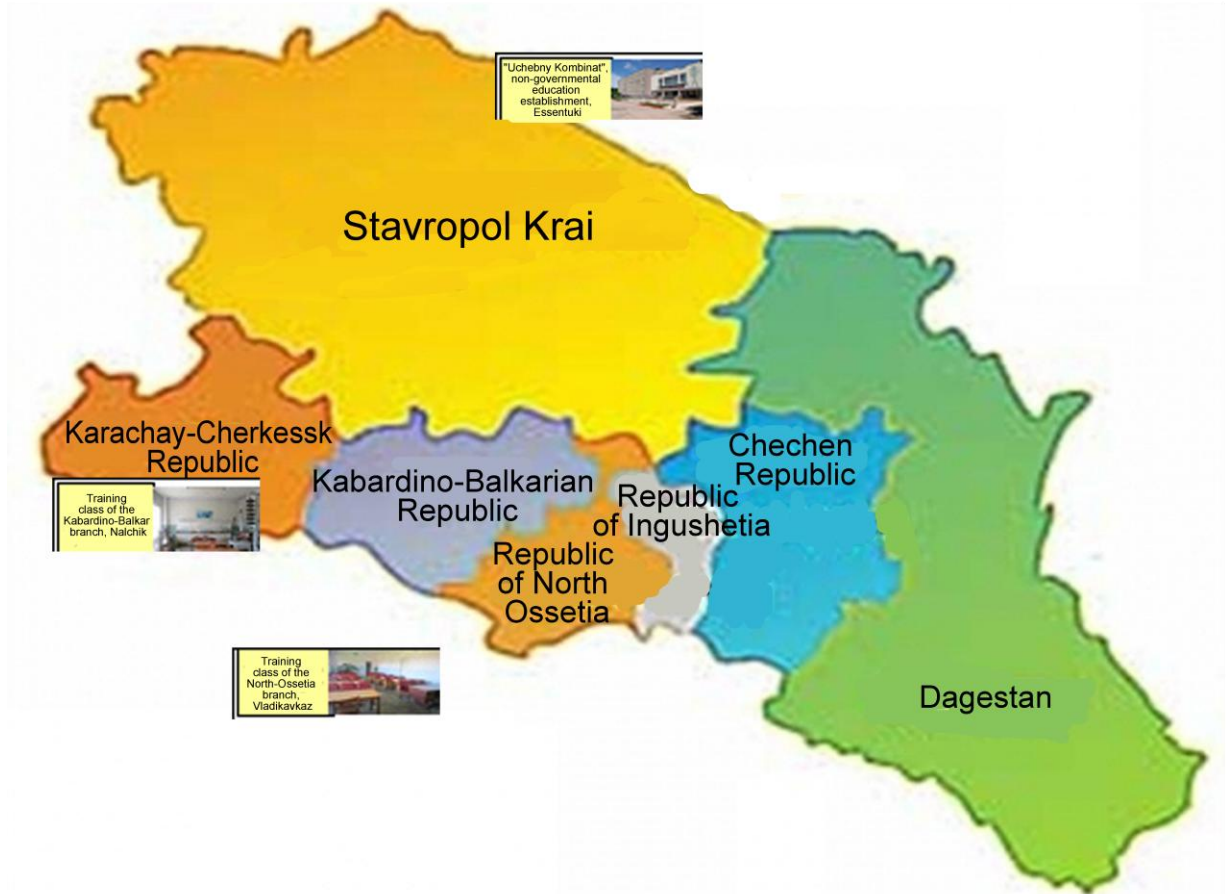 "Uchebny Kombinat",
non-governmental
education
establishment,
Essentuki
Stavropol Krai
Karachay-Cherkessk
Republic
Training
class of the
Kabardino-Balkar
branch, Nalchik
Kabardino-Balkarian
Republic
Chechen
Republic
Republic
of Ingushetia
Republic
of North
Ossetia
Training
class of the
North-Ossetia
branch,
Vladikavkaz
Dagestan